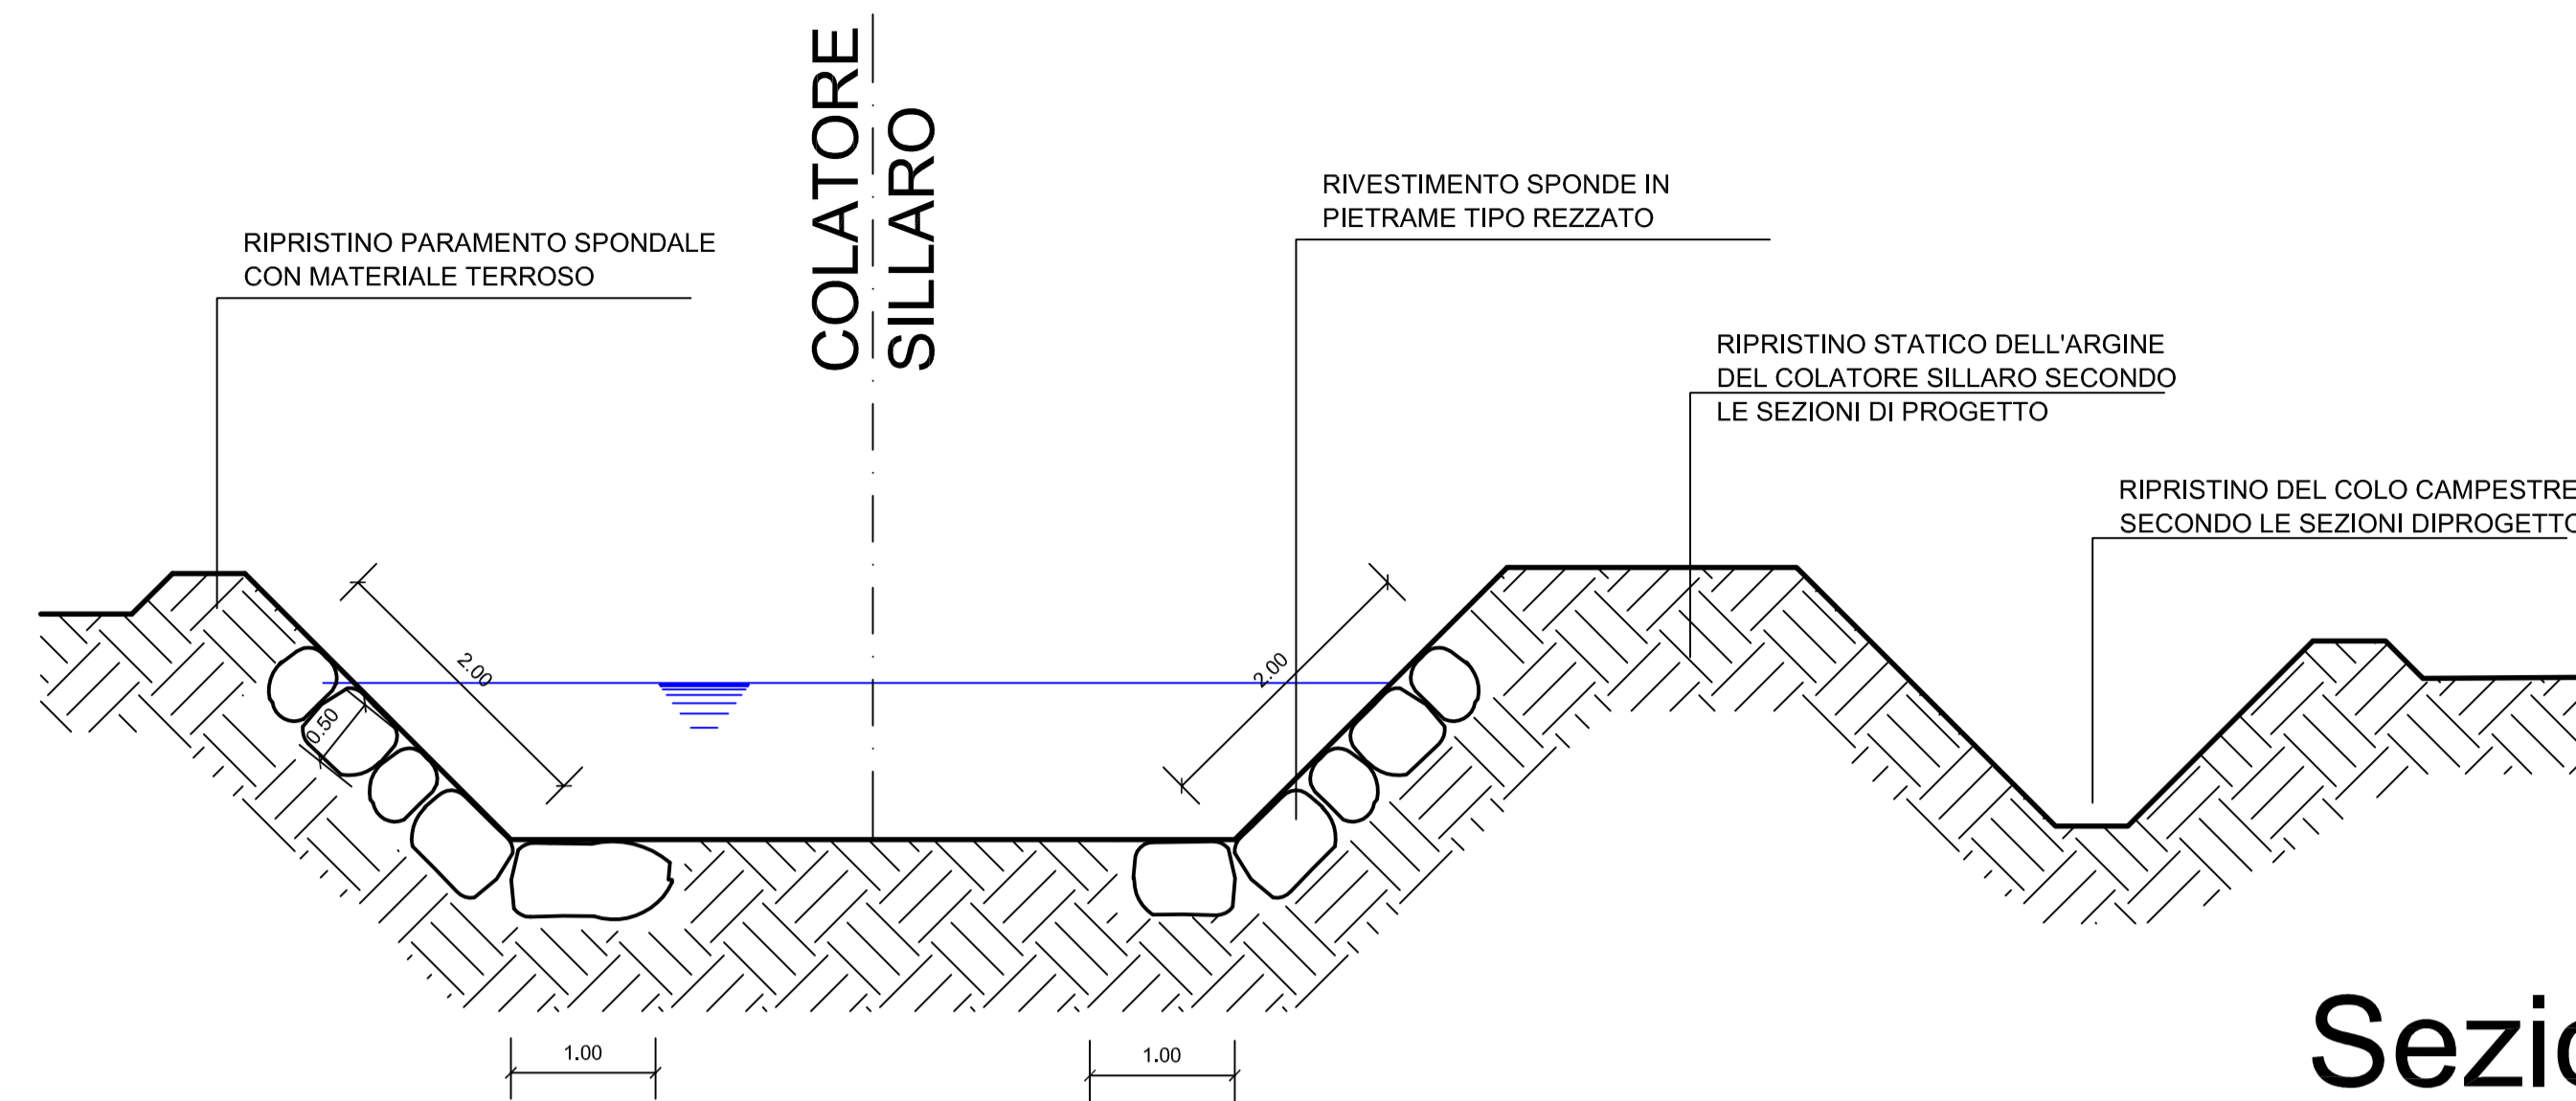 COLATORE
SILLARO
RIPRISTINO PARAMENTO SPONDALE
CON MATERIALE TERROSO
RIVESTIMENTO SPONDE IN
PIETRAME TIPO REZZATO
RIPRISTINO STATICO DELL'ARGINE
DEL COLATORE SILLARO SECONDO
LE SEZIONI DI PROGETTO
RIPRISTINO DEL COLO CAMPESTRE
SECONDO LE SEZIONI DIPROGETTO
2.00
2.00
0.50
1.00
1.00